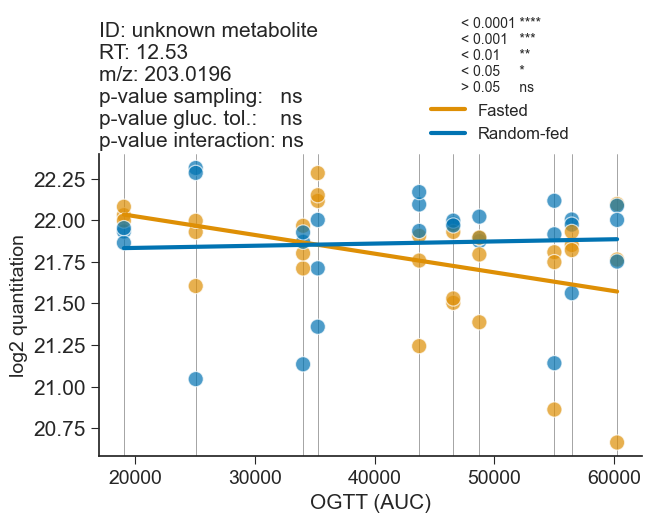 ID: unknown metabolite
RT: 12.53
m/z: 203.0196
p-value sampling: ns
p-value gluc. tol.: ns
p-value interaction: ns
< 0.0001 ****
< 0.001 ***
< 0.01 **
< 0.05 *
> 0.05 ns
Fasted
Random-fed
22.25
22.00
21.75
21.50
21.25
21.00
20.75
log2 quantitation
20000 30000 40000 50000 60000
OGTT (AUC)